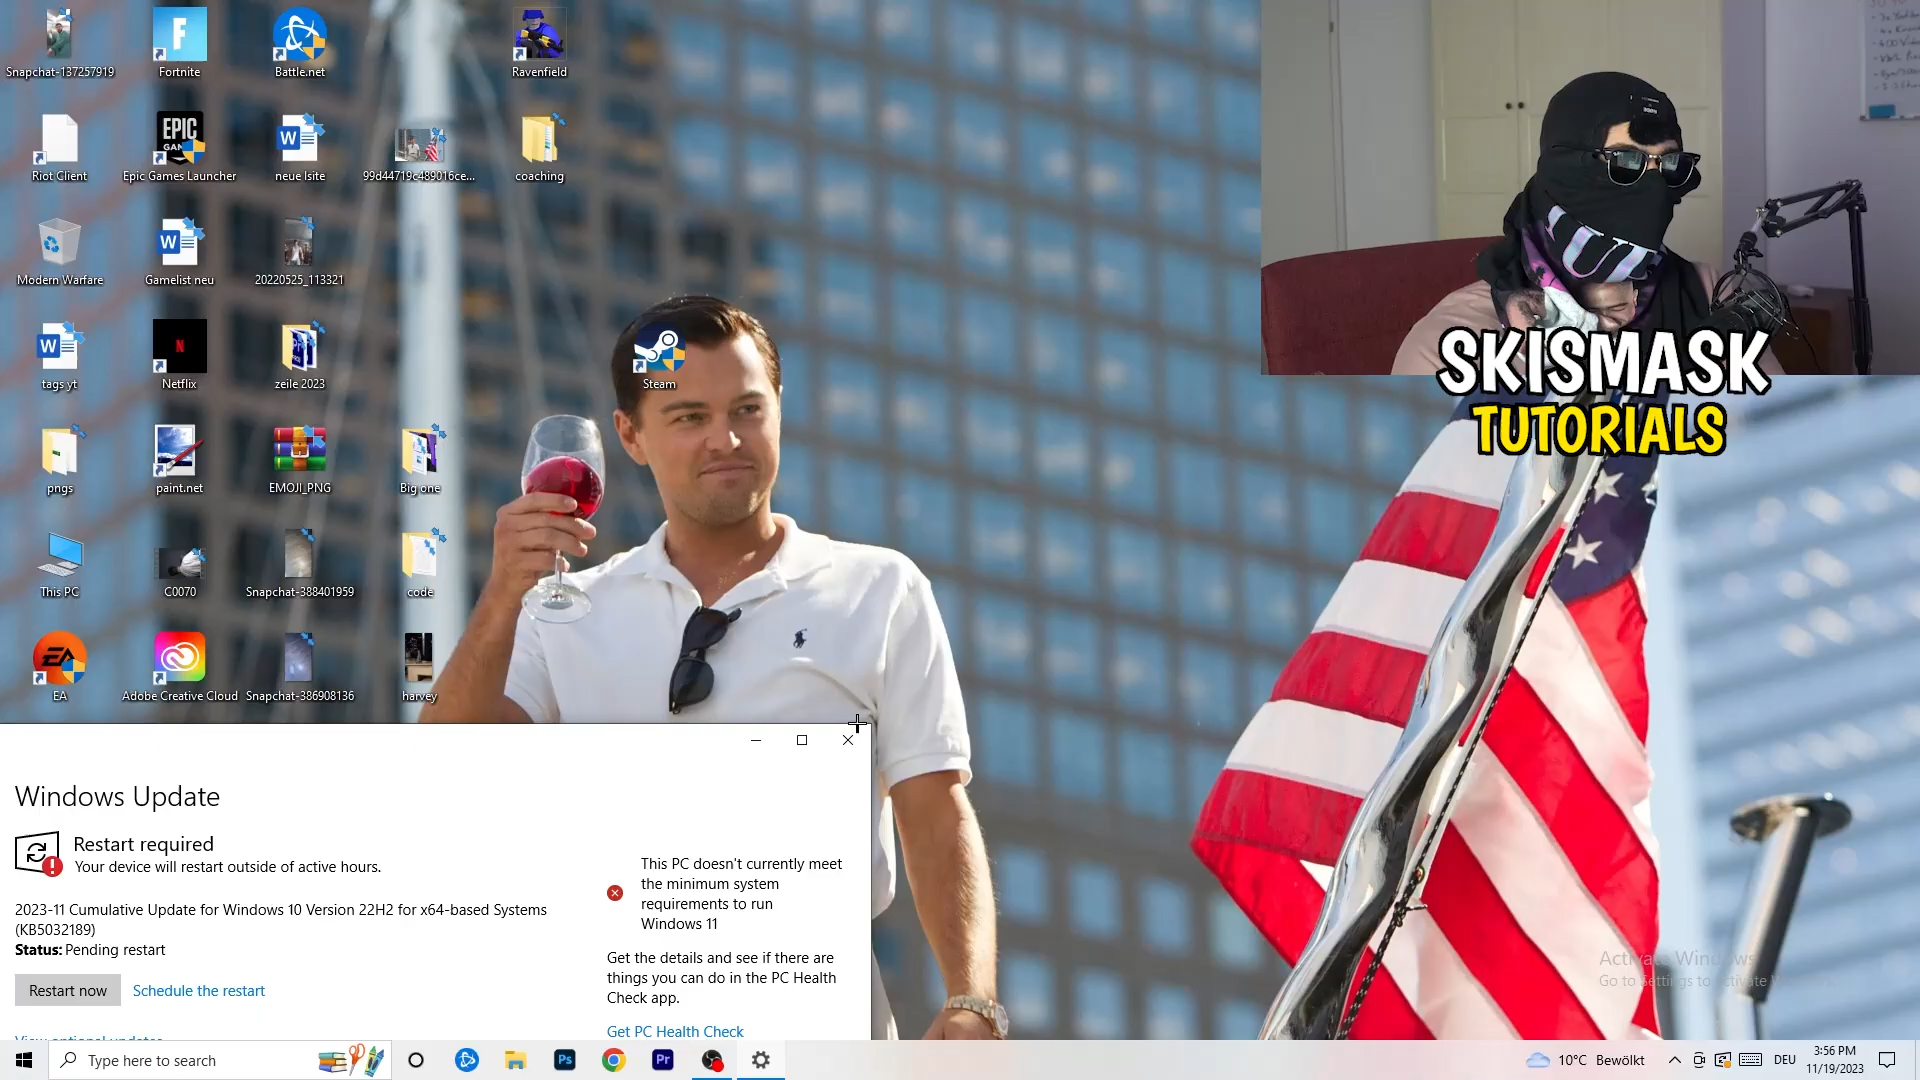 Snapchat-137257919
Fortnite
Battle.net
Ravenfield
Riot Client
EPIC
Epic Games Launcher
neue lsite
99d44719c489016ce...
coaching
Modern Warfare
Gamelist neu
20220525_113321
tags yt
Netflix
zeile 2023
Steam
pngs
paint.net
EMOJI_PNG
Big one
This PC
C0070
Snapchat-388401959
code
EA
Adobe Creative Cloud
Snapchat-386908136
harvey
SKISMASK
TUTORIALS
Windows Update
Restart required
Your device will restart outside of active hours.
2023-11 Cumulative Update for Windows 10 Version 22H2 for x64-based Systems
(KB5032189)
Status: Pending restart
Restart now
Schedule the restart
View optional updates
This PC doesn't currently meet
the minimum system
requirements to run
Windows 11
Get the details and see if there are
things you can do in the PC Health
Check app.
Get PC Health Check
Activate Windows
Go to Settings to activate
Type here to search
Ps
Pr
10°C Bewölkt
DEU
3:56 PM
11/19/2023